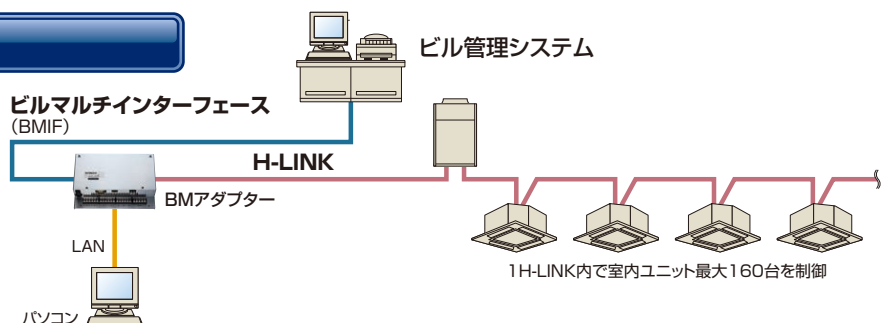 ビル管理システム
ビルマルチインターフェース
（BMIF）
H-LINK
BMアダプター
LAN
1H-LINK内で室内ユニット最大160台を制御
パソコン